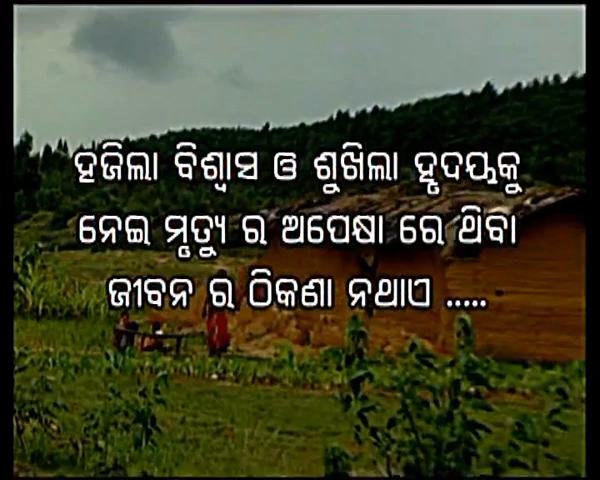 ହଜିଲା ବିଶ୍ୱାସ ଓ ଶୁଖିଲା ହୃଦୟକୁ
ନେଇ ମୃତ୍ୟୁ ର ଅପେକ୍ଷା ରେ ଥିବା
ଜୀବନ ର ଠିକଣା ନଥାଏ .....